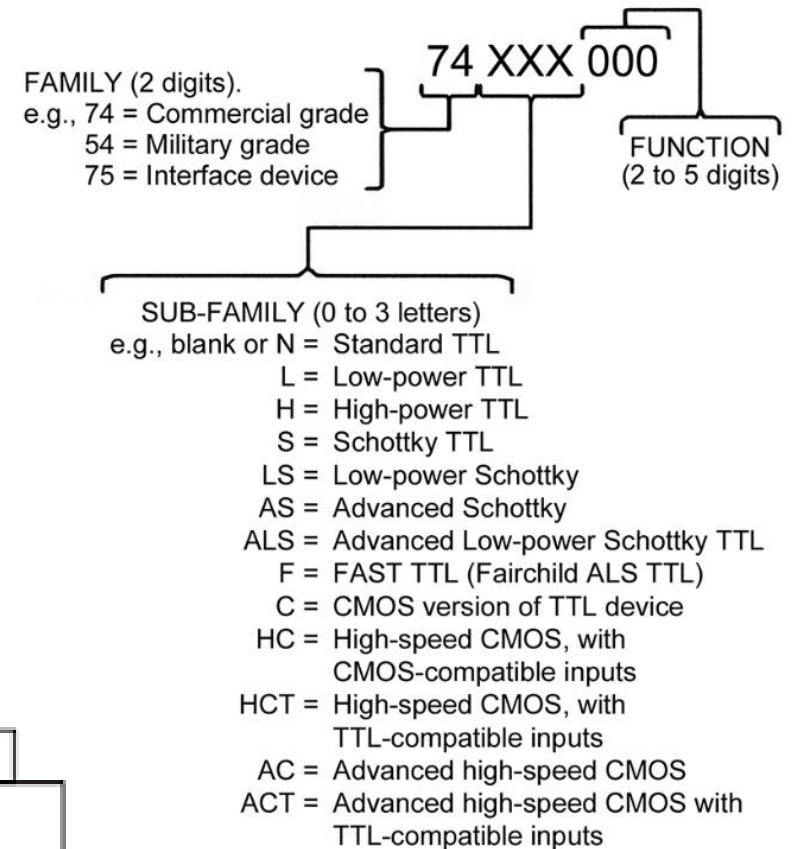 74 XXX 000
FAMILY (2 digits).
e.g., 74 = Commercial grade
54 = Military grade
75 = Interface device
FUNCTION
(2 to 5 digits)
SUB-FAMILY (0 to 3 letters)
e.g., blank or N = Standard TTL
L = Low-power TTL
H = High-power TTL
S = Schottky TTL
LS = Low-power Schottky
AS = Advanced Schottky
ALS = Advanced Low-power Schottky TTL
F = FAST TTL (Fairchild ALS TTL)
C = CMOS version of TTL device
HC = High-speed CMOS, with
CMOS-compatible inputs
HCT = High-speed CMOS, with
TTL-compatible inputs
AC = Advanced high-speed CMOS
ACT = Advanced high-speed CMOS with
TTL-compatible inputs